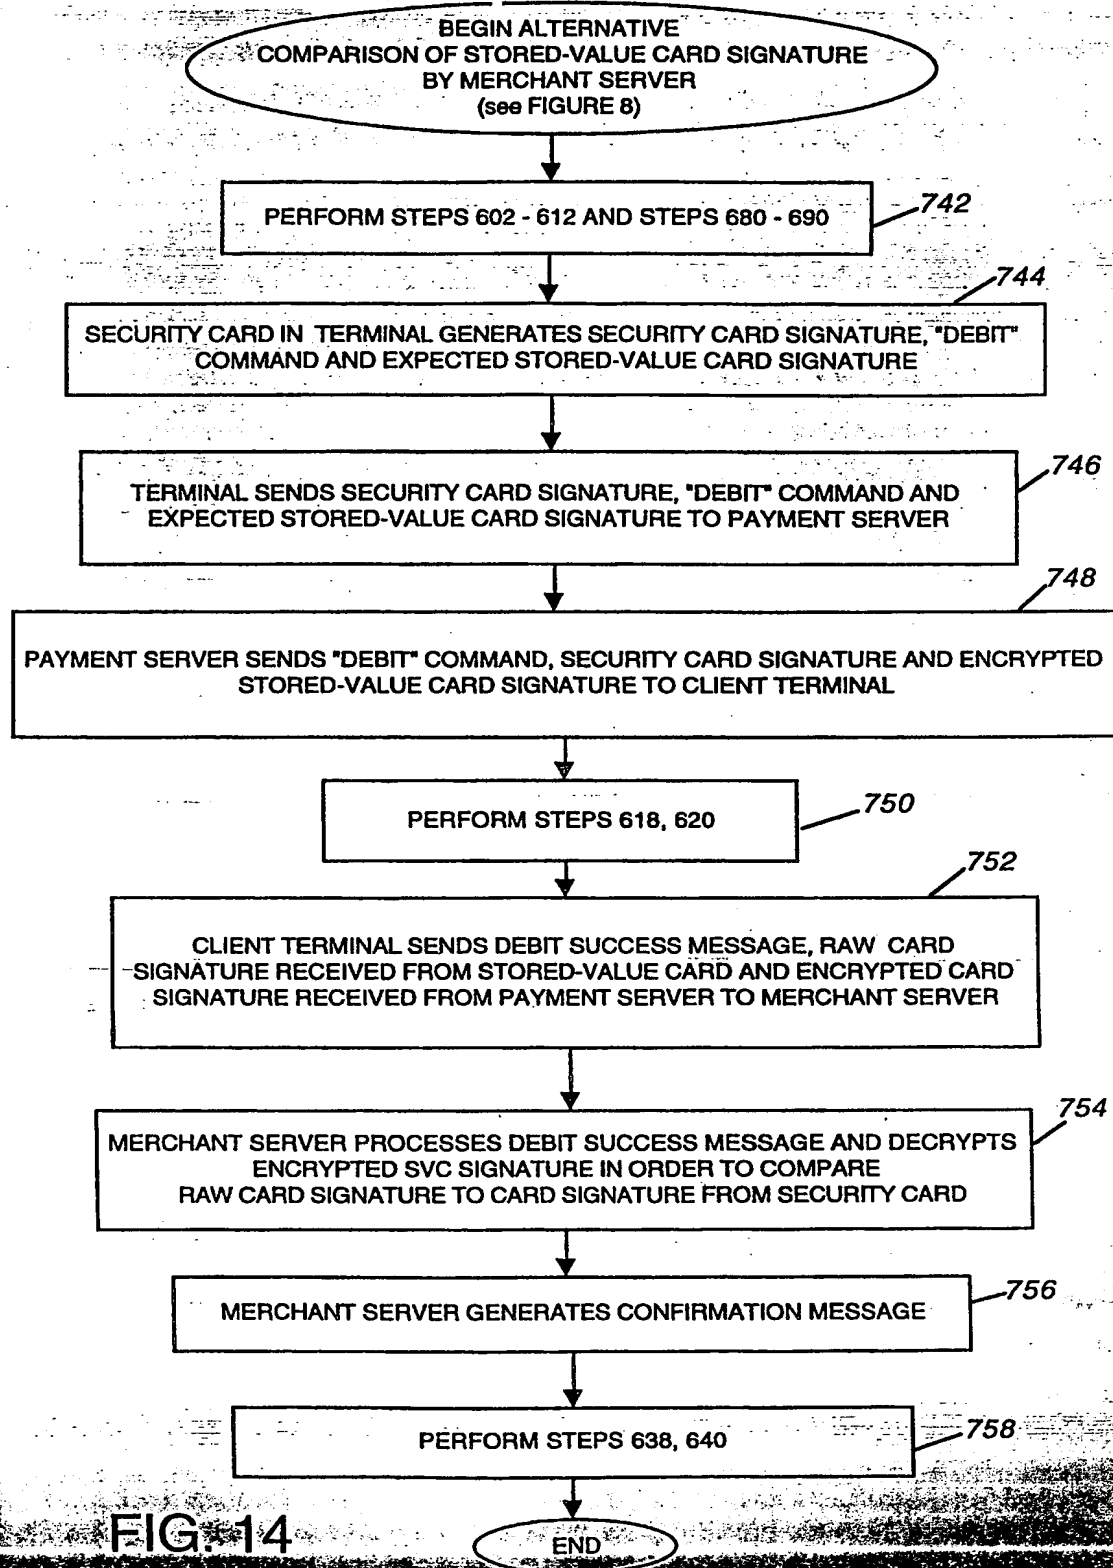 BEGIN ALTERNATIVE
COMPARISON OF STORED-VALUE CARD SIGNATURE
BY MERCHANT SERVER
(see FIGURE 8)
PERFORM STEPS 602 - 612 AND STEPS 680 - 690
742
744
SECURITY CARD IN TERMINAL GENERATES SECURITY CARD SIGNATURE, "DEBIT"
COMMAND AND EXPECTED STORED-VALUE CARD SIGNATURE
746
TERMINAL SENDS SECURITY CARD SIGNATURE, "DEBIT" COMMAND AND
EXPECTED STORED-VALUE CARD SIGNATURE TO PAYMENT SERVER
748
PAYMENT SERVER SENDS "DEBIT" COMMAND, SECURITY CARD SIGNATURE AND ENCRYPTED
STORED-VALUE CARD SIGNATURE TO CLIENT TERMINAL
750
PERFORM STEPS 618, 620
752
CLIENT TERMINAL SENDS DEBIT SUCCESS MESSAGE, RAW CARD
SIGNATURE RECEIVED FROM STORED-VALUE CARD AND ENCRYPTED CARD
SIGNATURE RECEIVED FROM PAYMENT SERVER TO MERCHANT SERVER
754
MERCHANT SERVER PROCESSES DEBIT SUCCESS MESSAGE AND DECRYPTS
ENCRYPTED SVC SIGNATURE IN ORDER TO COMPARE
RAW CARD SIGNATURE TO CARD SIGNATURE FROM SECURITY CARD
756
MERCHANT SERVER GENERATES CONFIRMATION MESSAGE
758
PERFORM STEPS 638, 640
FIG. 14
END